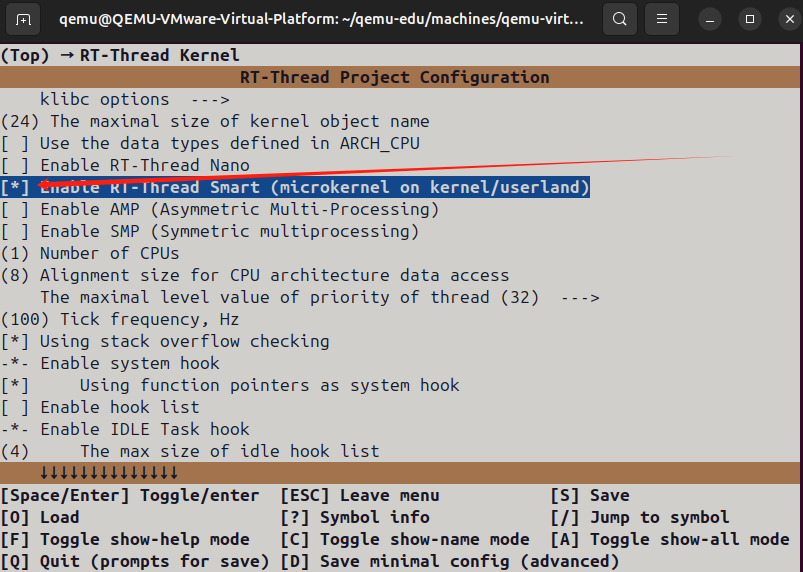 qemu@QEMU-VMware-Virtual-Platform: ~/qemu-edu/machines/qemu-virt...
(Top) → RT-Thread Kernel
RT-Thread Project Configuration
klibc options  --->
(24) The maximal size of kernel object name
[ ] Use the data types defined in ARCH_CPU
[ ] Enable RT-Thread Nano
[*] Enable RT-Thread Smart (microkernel on kernel/userland)
[ ] Enable AMP (Asymmetric Multi-Processing)
[ ] Enable SMP (Symmetric multiprocessing)
(1) Number of CPUs
(8) Alignment size for CPU architecture data access
The maximal level value of priority of thread (32)  --->
(100) Tick frequency, Hz
[*] Using stack overflow checking
-*- Enable system hook
[*]     Using function pointers as system hook
[ ] Enable hook list
-*- Enable IDLE Task hook
(4)     The max size of idle hook list
↓↓↓↓↓↓↓↓↓↓↓↓↓↓
[Space/Enter] Toggle/enter  [ESC] Leave menu           [S] Save
[O] Load                    [?] Symbol info            [/] Jump to symbol
[F] Toggle show-help mode   [C] Toggle show-name mode  [A] Toggle show-all mode
[Q] Quit (prompts for save) [D] Save minimal config (advanced)